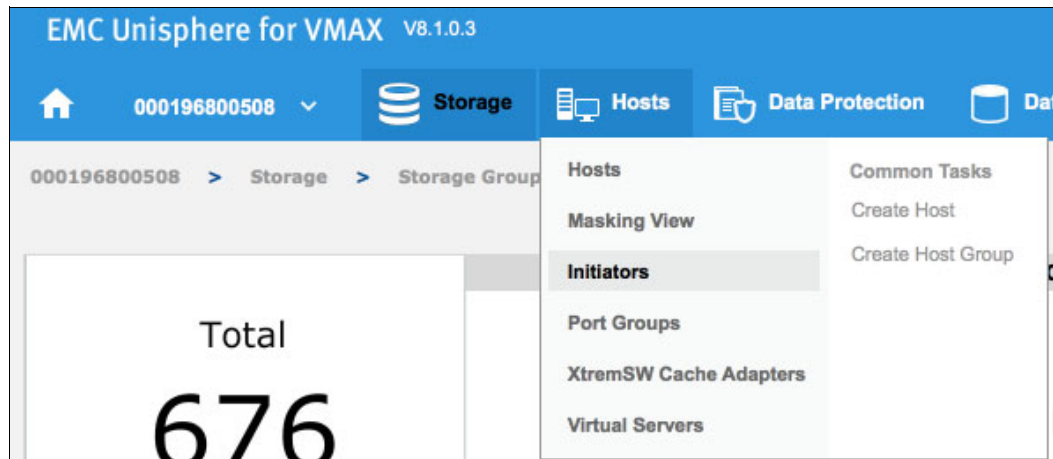 EMC Unisphere for VMAX V8.1.0.3
000196800508 Storage Hosts Data Protection
000196800508 > Storage > Storage Group
Hosts
Masking View
Initiators
Port Groups
XtremSW Cache Adapters
Virtual Servers
Common Tasks
Create Host
Create Host Group
Total
676